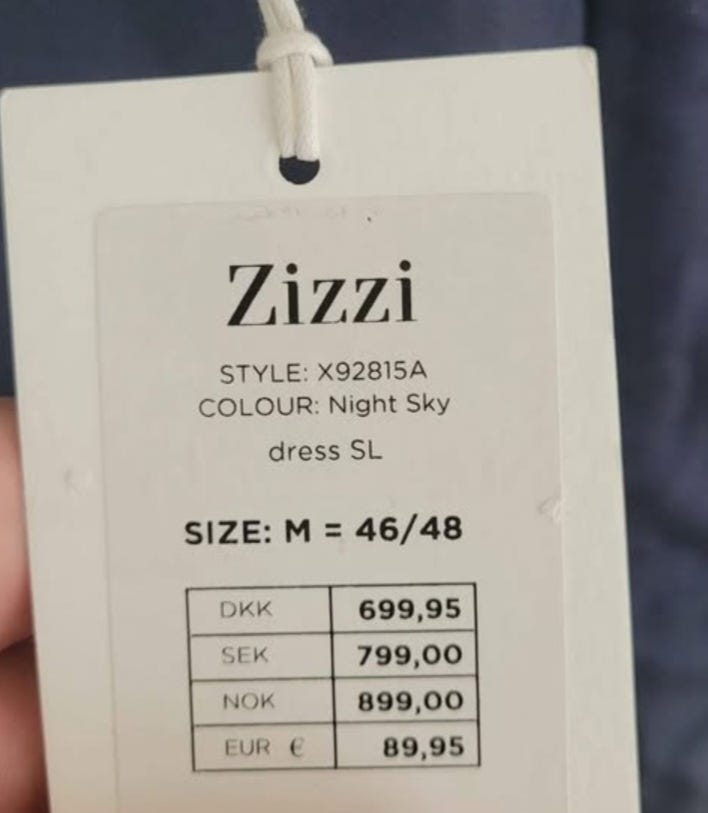 Zizzi
STYLE: X92815A
COLOUR: Night Sky
dress SL
SIZE: M = 46/48
DKK 699,95
SEK 799,00
NOK 899,00
EUR € 89,95